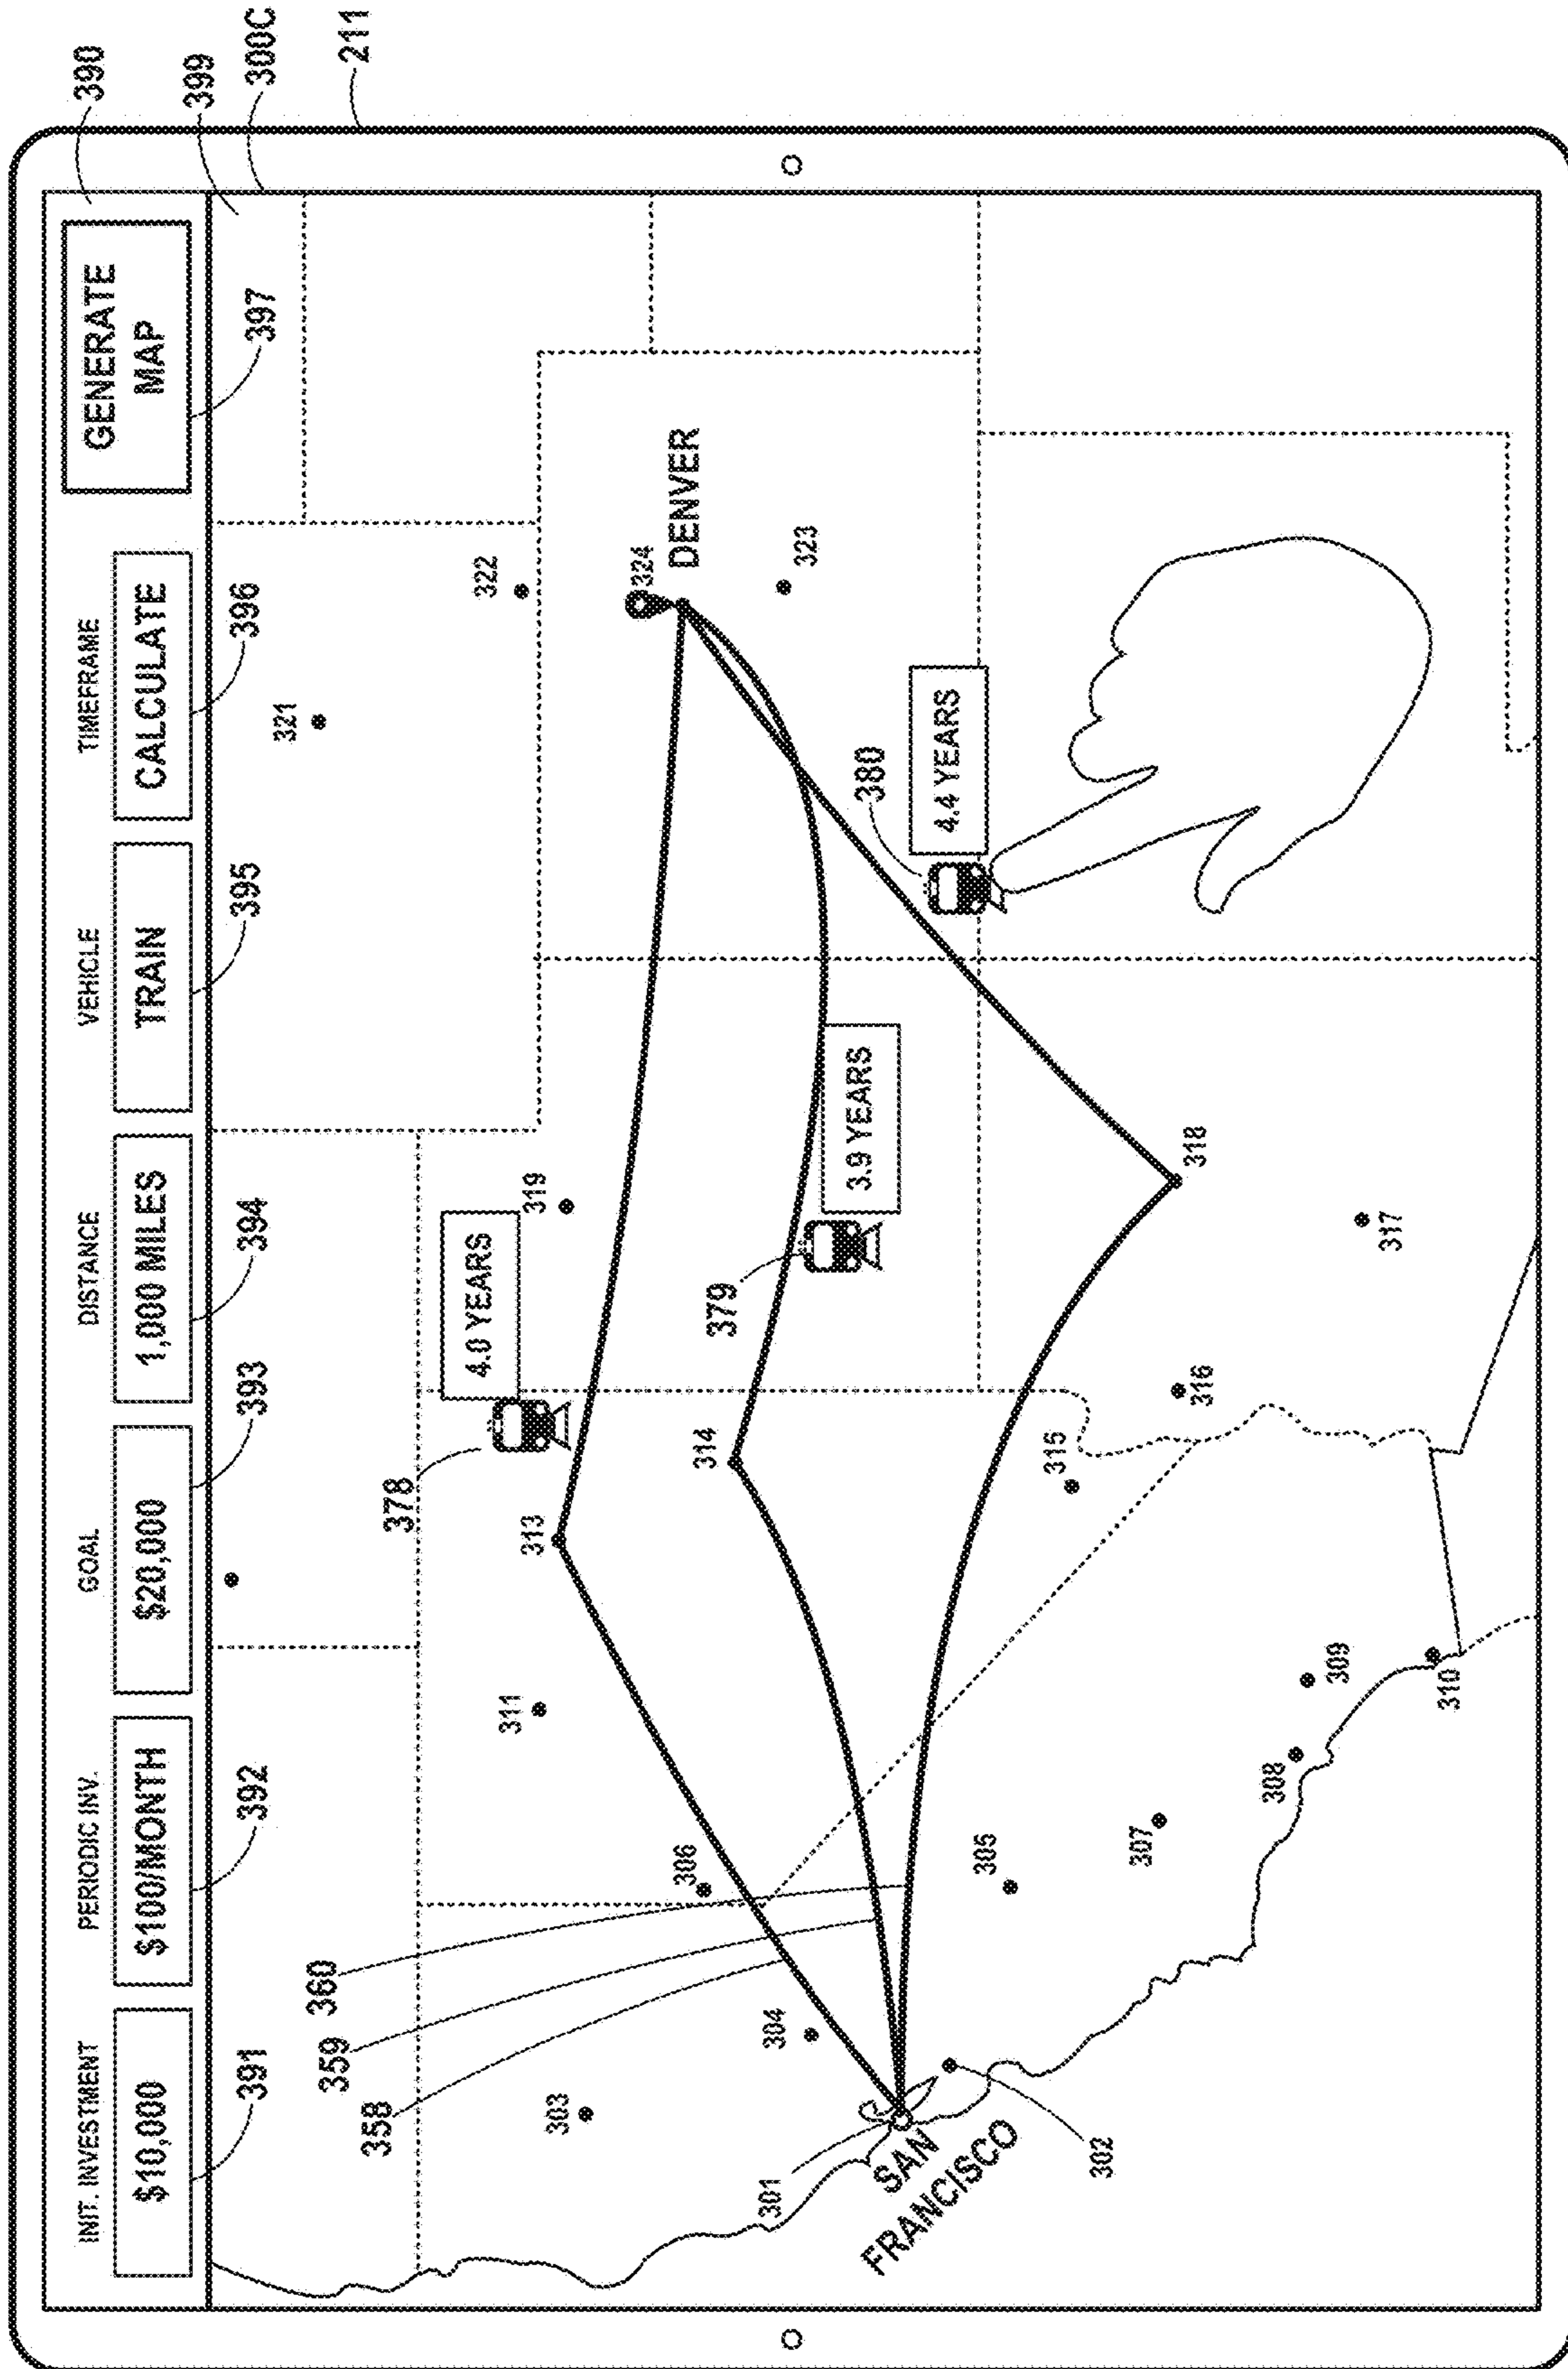 390
399
300C
211
INIT. INVESTMENT
$10,000
391
PERIODIC INV.
$100/MONTH
392
GOAL
$20,000
393
DISTANCE
1,000 MILES
394
VEHICLE
TRAIN
395
TIMEFRAME
CALCULATE
396
GENERATE
MAP
397
321
322
324
DENVER
323
319
4.0 YEARS
378
313
311
314
379
3.9 YEARS
380
4.4 YEARS
306
360
359
358
303
304
301
SAN
FRANCISCO
302
305
307
308
309
310
315
316
317
318